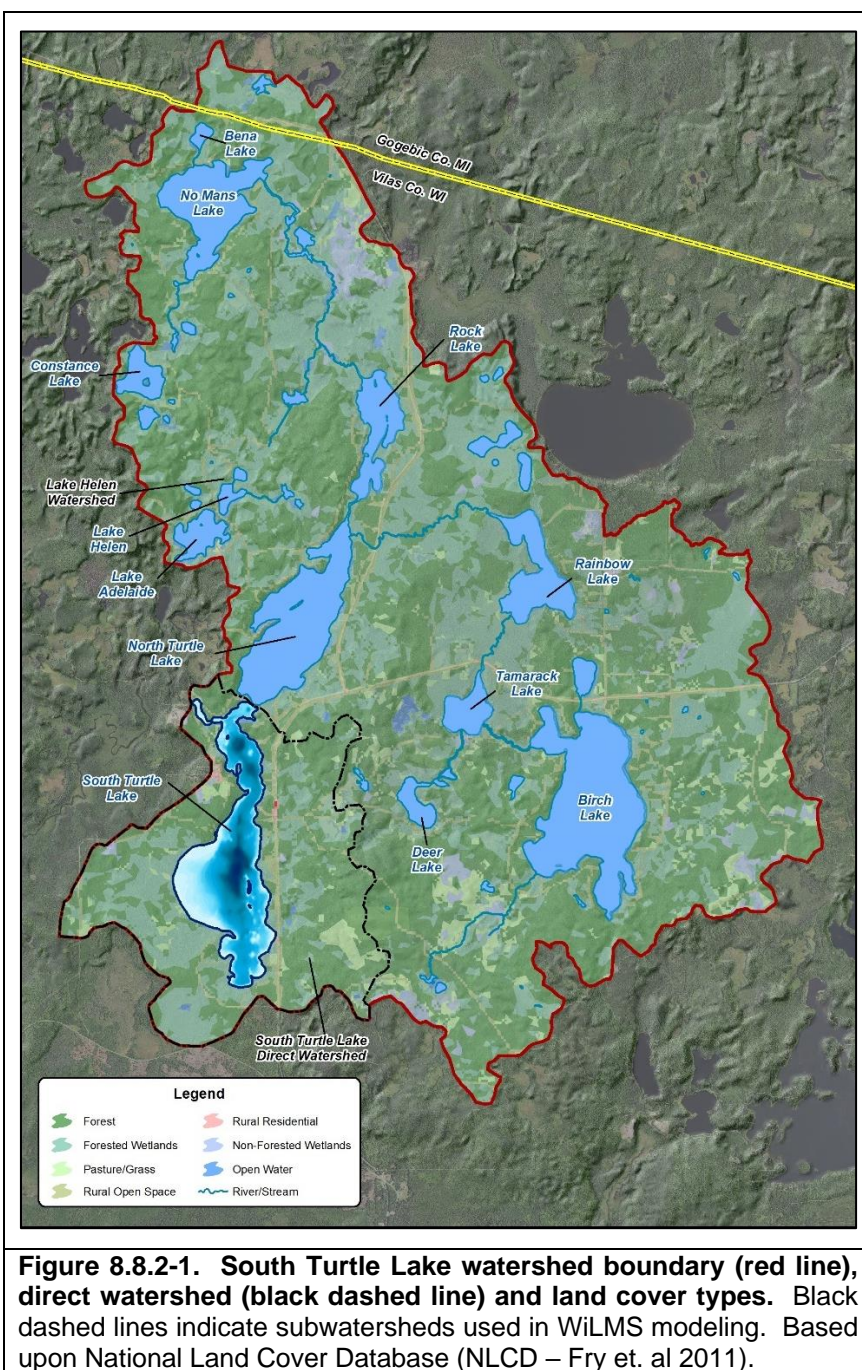 Gogebic Co. MI
Vilas Co. WI
Bena
Lake
No Mans
Lake
Rock
Lake
Constance
Lake
Lake Helen
Watershed
Lake
Helen
Lake
Adelaide
Rainbow
Lake
North Turtle
Lake
Tamarack
Lake
South Turtle
Lake
Birch
Lake
Deer
Lake
South Turtle Lake
Direct Watershed
Legend
Forest
Forested Wetlands
Pasture/Grass
Rural Open Space
Rural Residential
Non-Forested Wetlands
Open Water
River/Stream
Figure 8.8.2-1. South Turtle Lake watershed boundary (red line),
direct watershed (black dashed line) and land cover types. Black
dashed lines indicate subwatersheds used in WiLMS modeling. Based
upon National Land Cover Database (NLCD – Fry et. al 2011).